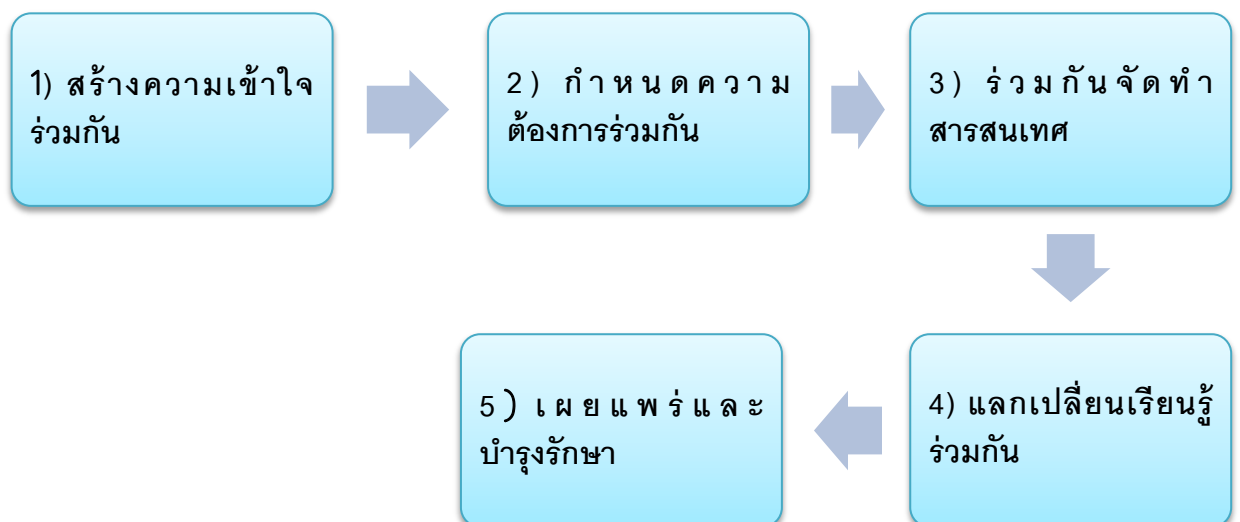 1) สร้างความเข้าใจ
ร่วมกัน
2) กำหนดความ
ต้องการร่วมกัน
3) ร่วมกันจัดทำ
สารสนเทศ
4) แลกเปลี่ยนเรียนรู้
ร่วมกัน
5) เผยแพร่และ
บำรุงรักษา